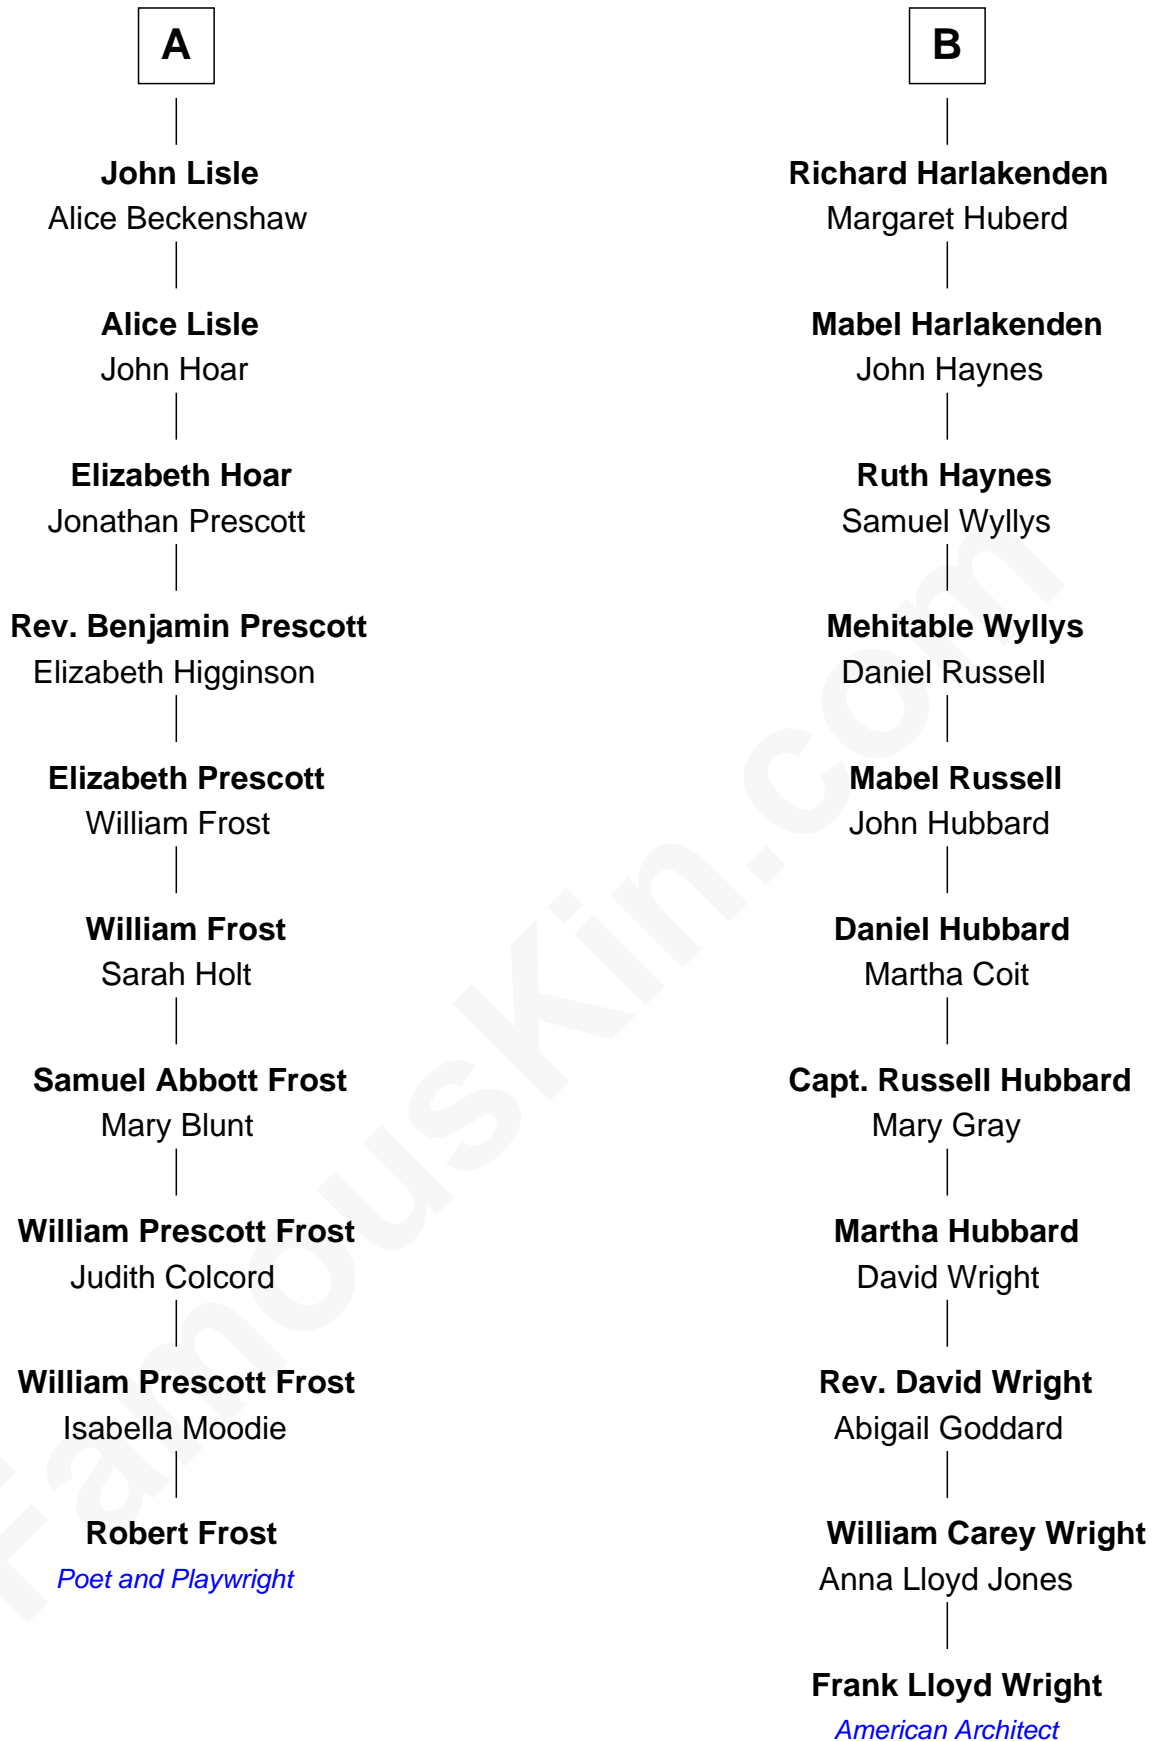 A
John Lisle
Alice Beckenshaw
Alice Lisle
John Hoar
Elizabeth Hoar
Jonathan Prescott
Rev. Benjamin Prescott
Elizabeth Higginson
Elizabeth Prescott
William Frost
William Frost
Sarah Holt
Samuel Abbott Frost
Mary Blunt
William Prescott Frost
Judith Colcord
William Prescott Frost
Isabella Moodie
Robert Frost
Poet and Playwright
B
Richard Harlakenden
Margaret Huberd
Mabel Harlakenden
John Haynes
Ruth Haynes
Samuel Wyllys
Mehitable Wyllys
Daniel Russell
Mabel Russell
John Hubbard
Daniel Hubbard
Martha Coit
Capt. Russell Hubbard
Mary Gray
Martha Hubbard
David Wright
Rev. David Wright
Abigail Goddard
William Carey Wright
Anna Lloyd Jones
Frank Lloyd Wright
American Architect
FamousKin.com